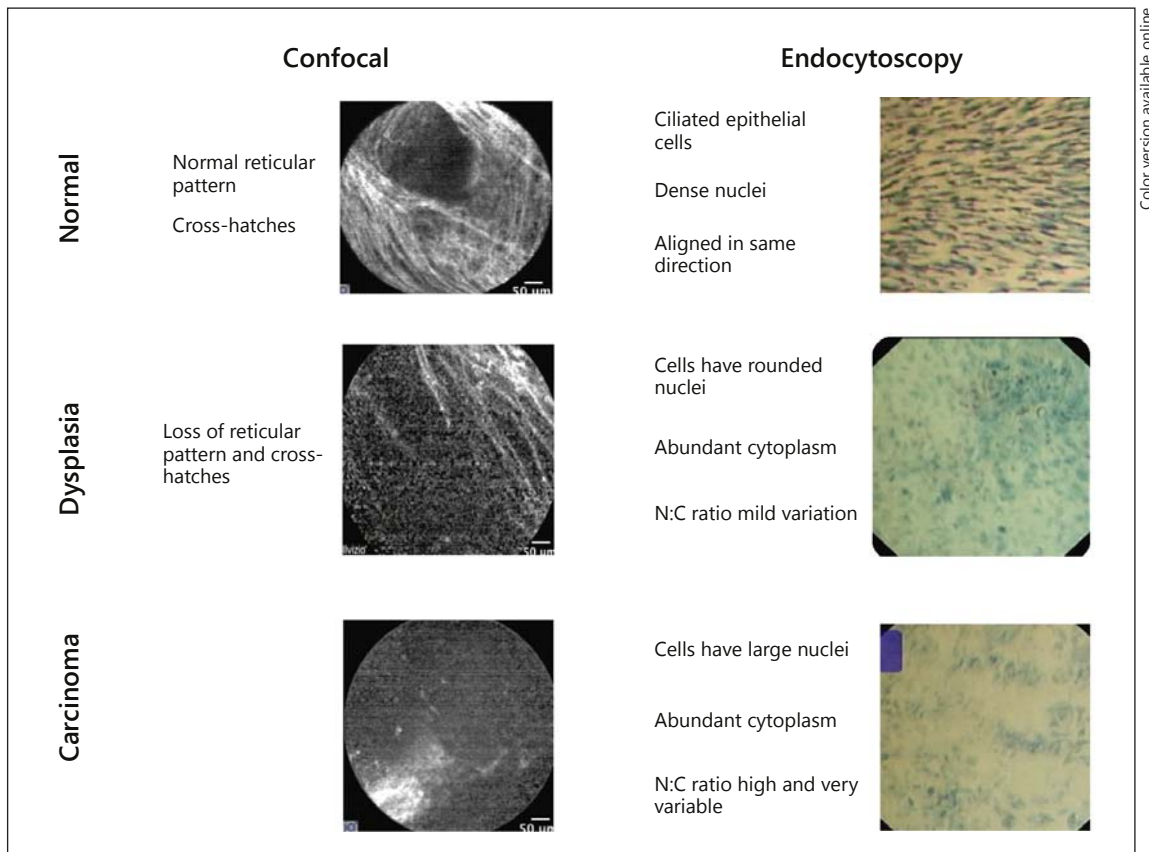 Confocal
Endocytoscopy
Normal
Normal reticular
pattern
Cross-hatches
50 µm
Ciliated epithelial
cells
Dense nuclei
Aligned in same
direction
Dysplasia
Loss of reticular
pattern and cross-
hatches
50 µm
Cells have rounded
nuclei
Abundant cytoplasm
N:C ratio mild variation
Carcinoma
50 µm
Cells have large nuclei
Abundant cytoplasm
N:C ratio high and very
variable
Color version available online